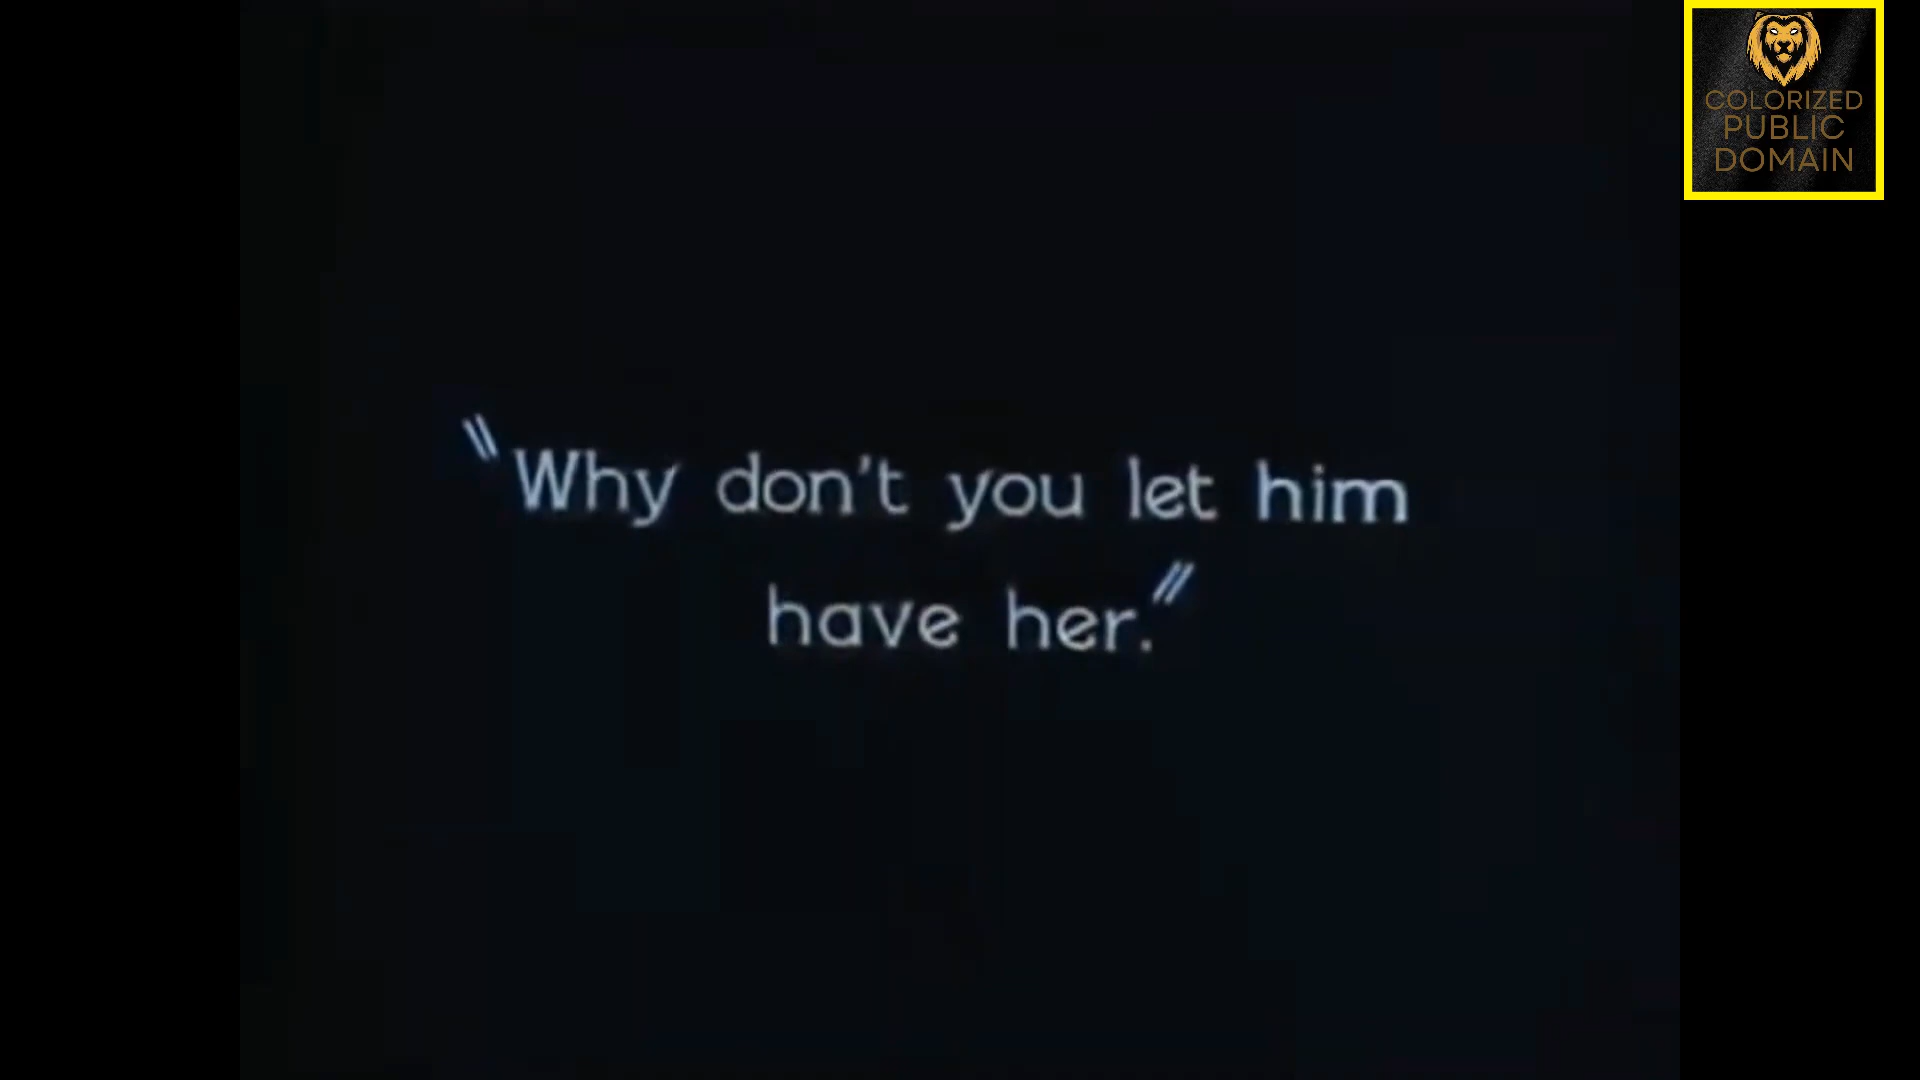 "Why don't you let him
have her."
COLORIZED
PUBLIC
DOMAIN